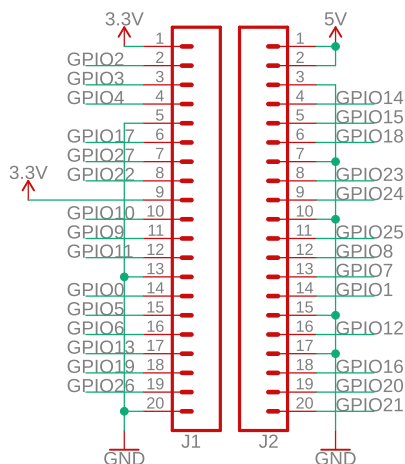 3.3V 5V
1 1
GPIO2 2 2
GPIO3 3 3
GPIO4 4 4 GPIO14
5 5 GPIO15
GPIO17 6 6 GPIO18
GPIO27 7 7
GPIO22 8 8 GPIO23
3.3V 9 9 GPIO24
GPIO10 10 10
GPIO9 11 11 GPIO25
GPIO11 12 12 GPIO8
13 13 GPIO7
GPIO0 14 14 GPIO1
GPIO5 15 15
GPIO6 16 16 GPIO12
GPIO13 17 17
GPIO19 18 18 GPIO16
GPIO26 19 19 GPIO20
20 20 GPIO21
J1 J2
GND GND